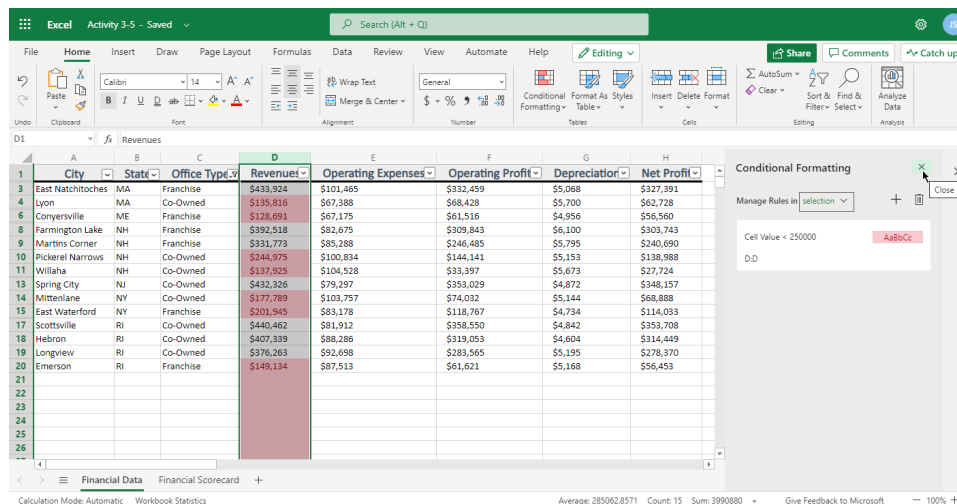 Excel Activity 3-5 - Saved Search (Alt + Q) JS
File Home Insert Draw Page Layout Formulas Data Review View Automate Help Editing Share Comments Catch up
Paste Calibri 14 A^ A˅ Wrap Text General Conditional Formatting Format As Table Styles Insert Delete Format AutoSum Clear Sort & Filter Find & Select Analyze Data
B I U D ab A Merge & Center $ % 9 .00 .00
Undo Clipboard Font Alignment Number Tables Cells Editing Analysis
D1 fx Revenues
A B C D E F G H
1 City State Office Type Revenues Operating Expenses Operating Profit Depreciation Net Profit
3 East Natchitoches MA Franchise $433,924 $101,465 $332,459 $5,068 $327,391
4 Lyon MA Co-Owned $135,816 $67,388 $68,428 $5,700 $62,728
6 Conyersville ME Franchise $128,691 $67,175 $61,516 $4,956 $56,560
8 Farmington Lake NH Franchise $392,518 $82,675 $309,843 $6,100 $303,743
9 Martins Corner NH Franchise $331,773 $85,288 $246,485 $5,795 $240,690
10 Pickerel Narrows NH Co-Owned $244,975 $100,834 $144,141 $5,153 $138,988
11 Willaha NH Co-Owned $137,925 $104,528 $33,397 $5,673 $27,724
13 Spring City NJ Co-Owned $432,326 $79,297 $353,029 $4,872 $348,157
14 Mittenlane NY Co-Owned $177,789 $103,757 $74,032 $5,144 $68,888
15 East Waterford NY Franchise $201,945 $83,178 $118,767 $4,734 $114,033
17 Scottsville RI Co-Owned $440,462 $81,912 $358,550 $4,842 $353,708
18 Hebron RI Co-Owned $407,339 $88,286 $319,053 $4,604 $314,449
19 Longview RI Co-Owned $376,263 $92,698 $283,565 $5,195 $278,370
20 Emerson RI Franchise $149,134 $87,513 $61,621 $5,168 $56,453
21
22
23
24
25
26
Conditional Formatting
Close
Manage Rules in selection
Cell Value < 250000 AaBbCc
D:D
Financial Data Financial Scorecard
Calculation Mode: Automatic Workbook Statistics Average: 285062.8571 Count: 15 Sum: 3990880 Give Feedback to Microsoft 100%